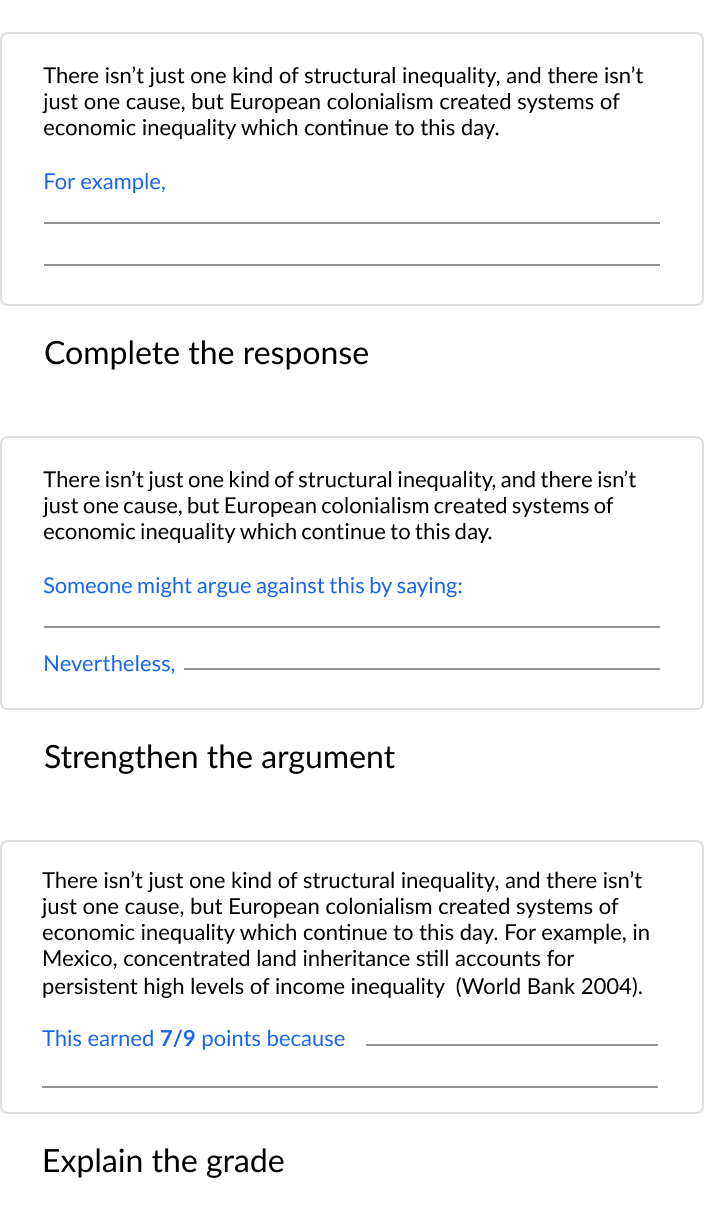 There isn’t just one kind of structural inequality, and there isn’t
just one cause, but European colonialism created systems of
economic inequality which continue to this day.
For example,
Complete the response
There isn’t just one kind of structural inequality, and there isn’t
just one cause, but European colonialism created systems of
economic inequality which continue to this day.
Someone might argue against this by saying:
Nevertheless,
Strengthen the argument
There isn’t just one kind of structural inequality, and there isn’t
just one cause, but European colonialism created systems of
economic inequality which continue to this day. For example, in
Mexico, concentrated land inheritance still accounts for
persistent high levels of income inequality (World Bank 2004).
This earned 7/9 points because
Explain the grade